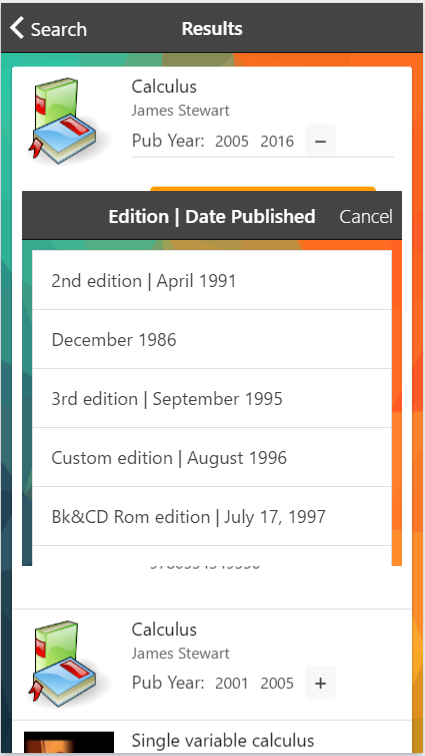 Search
Results
Calculus
James Stewart
Pub Year: 2005 2016 −
Edition | Date Published
Cancel
2nd edition | April 1991
December 1986
3rd edition | September 1995
Custom edition | August 1996
Bk&CD Rom edition | July 17, 1997
Calculus
James Stewart
Pub Year: 2001 2005 +
Single variable calculus